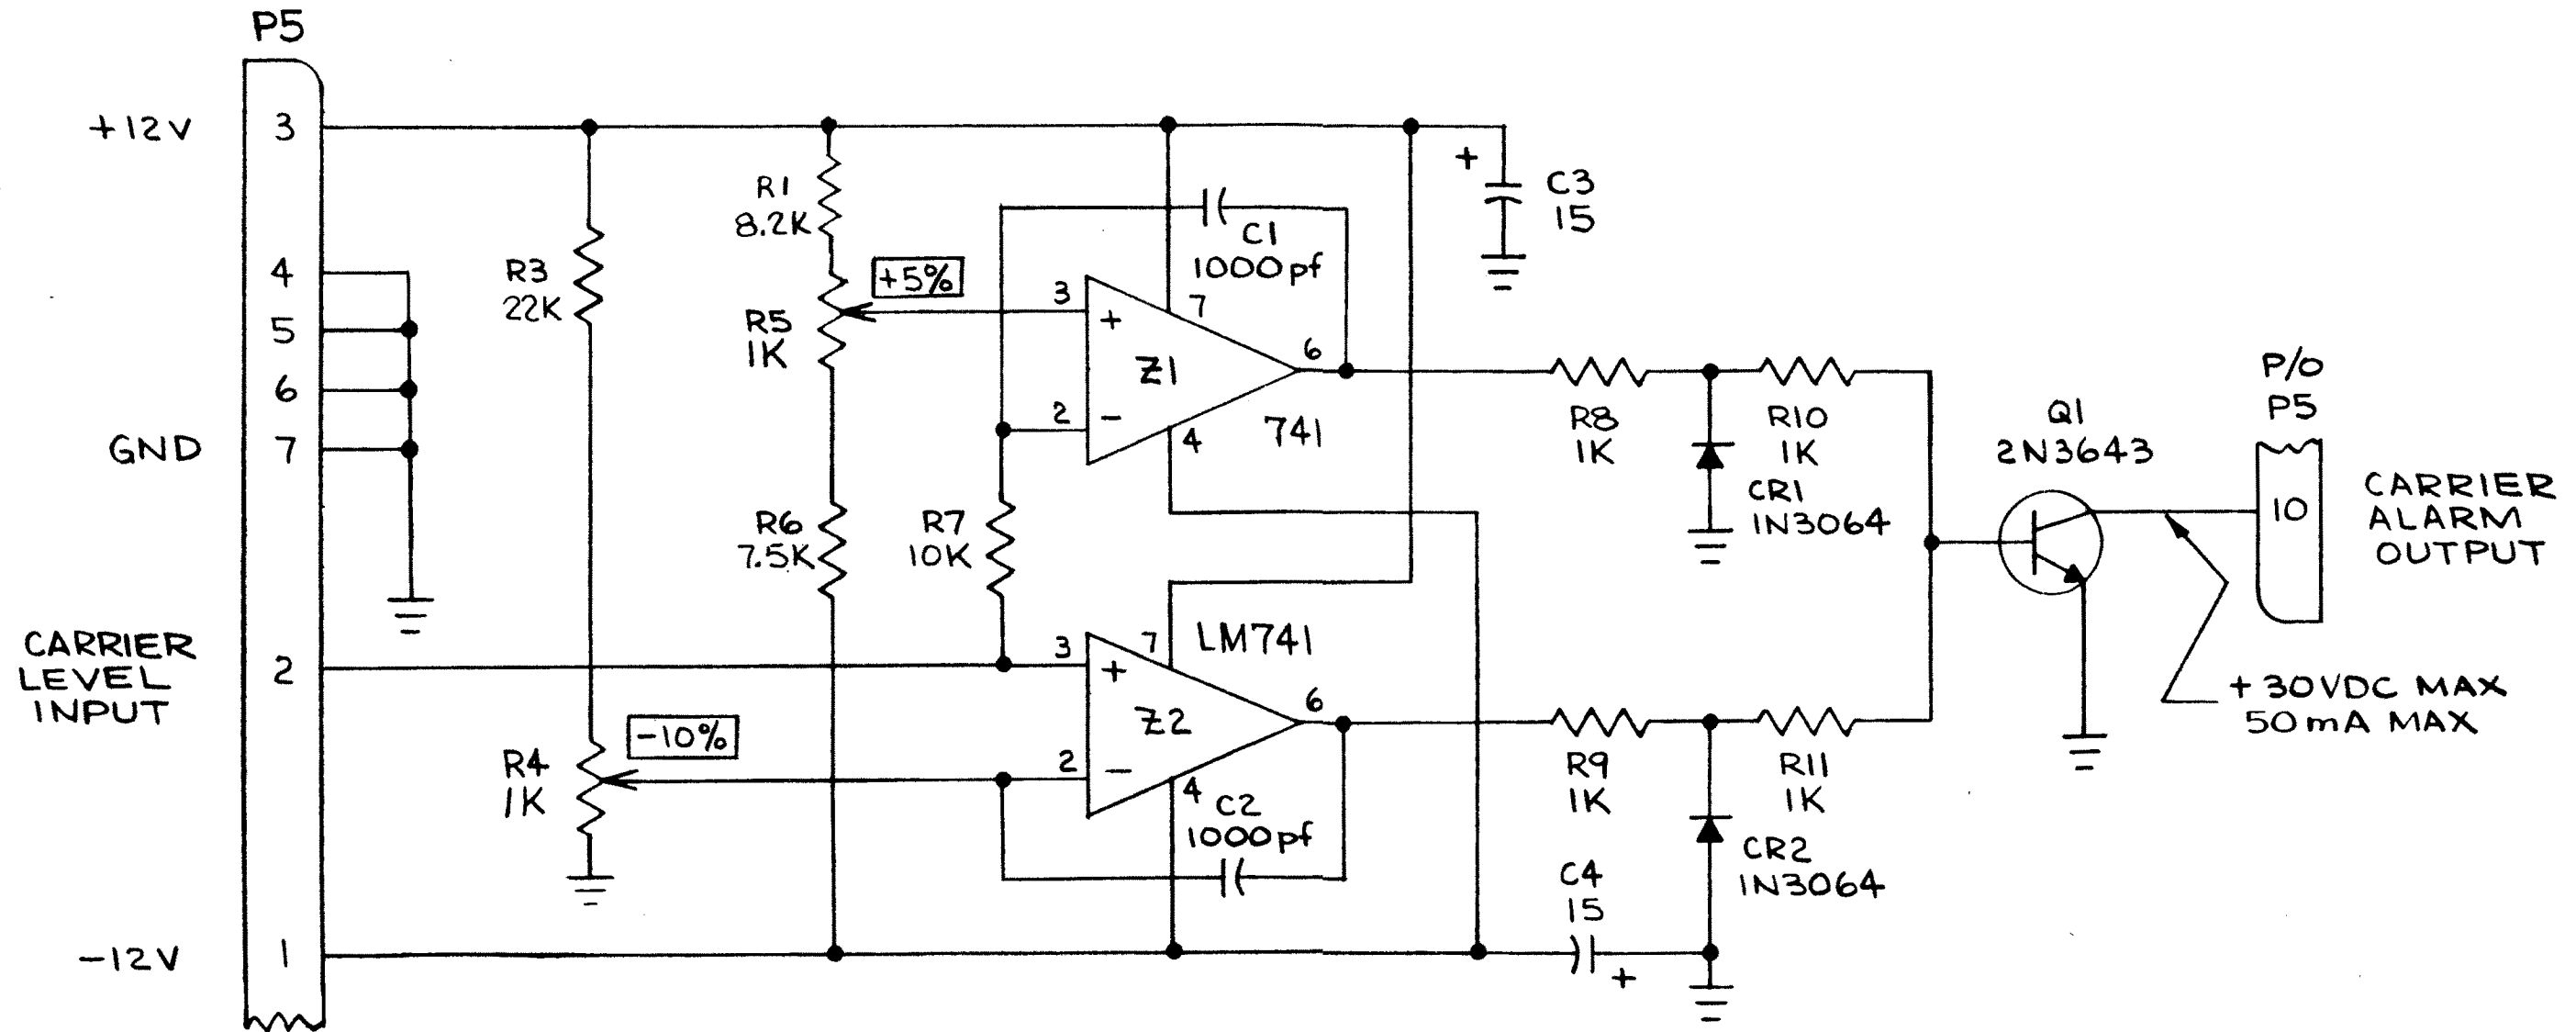 P5
+12V
3
4
5
6
GND
7
CARRIER
LEVEL
INPUT
2
-12V
1
R3
22K
R4
1K
-10%
R1
8.2K
R5
1K
+5%
R6
7.5K
R7
10K
C1
1000pf
3
+
7
Z1
6
2
-
4
741
+
C3
15
3
+
7
LM741
Z2
6
2
-
4
C2
1000pf
R8
1K
R10
1K
CR1
1N3064
R9
1K
R11
1K
CR2
1N3064
C4
15
+
Q1
2N3643
P/O
P5
10
CARRIER
ALARM
OUTPUT
+30VDC MAX
50mA MAX